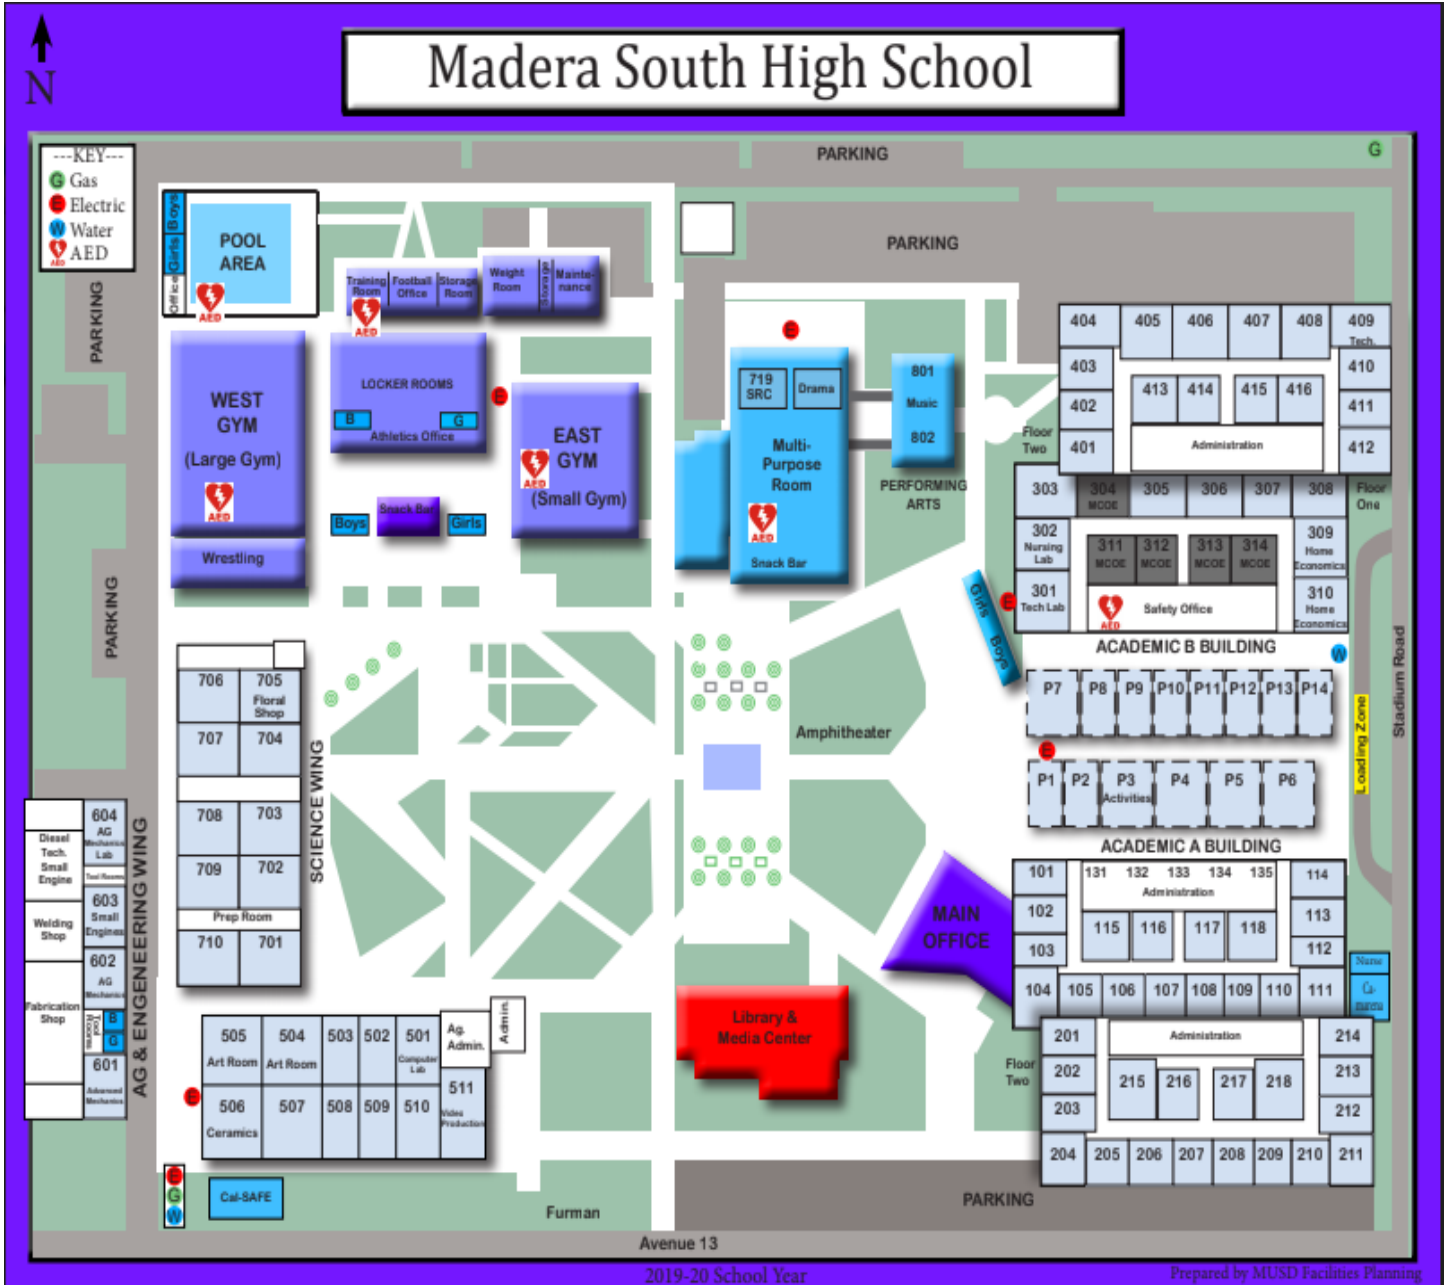 Madera South High School
N
---KEY---
G Gas
E Electric
W Water
AED
PARKING
G
Boys
Girls
Office
POOL
AREA
AED
PARKING
Training
Room
Football
Office
Storage
Room
AED
Weight
Room
Storage
Mainte-
nance
PARKING
WEST
GYM
(Large Gym)
AED
Wrestling
LOCKER ROOMS
B
G
Athletics Office
E
EAST
GYM
AED
(Small Gym)
Boys
Snack Bar
Girls
E
719
SRC
Drama
Multi-
Purpose
Room
AED
Snack Bar
801
Music
802
PERFORMING
ARTS
404
405
406
407
408
409
Tech.
403
410
413
414
415
416
402
411
Floor
Two
401
Administration
412
303
304
MCOE
305
306
307
308
Floor
One
302
Nursing
Lab
311
MCOE
312
MCOE
313
MCOE
314
MCOE
309
Home
Economics
E
301
Tech Lab
AED
Safety Office
310
Home
Economics
Girls Boys
ACADEMIC B BUILDING
W
PARKING
P7
P8
P9
P10
P11
P12
P13
P14
E
P1
P2
P3
Activities
P4
P5
P6
Loading Zone
Stadium Road
706
705
Floral
Shop
707
704
708
703
709
702
Prep Room
710
701
SCIENCE WING
Amphitheater
604
AG
Mechanics
Lab
Diesel
Tech.
Small
Engine
Tool Rooms
603
Small
Engines
Welding
Shop
602
AG
Mechanics
Fabrication
Shop
Tool
Rooms
B
G
601
Advanced
Mechanics
AG & ENGENEERING WING
ACADEMIC A BUILDING
101
131 132 133 134 135
Administration
114
102
115
116
117
118
113
103
112
104
105
106
107
108
109
110
111
MAIN
OFFICE
Nurse
201
Administration
214
Floor
Two
202
215
216
217
218
213
203
212
204
205
206
207
208
209
210
211
Library &
Media Center
505
Art Room
504
Art Room
503
502
501
Computer
Lab
Ag.
Admin.
Admin.
E
506
Ceramics
507
508
509
510
511
Video
Production
E
G
W
Cal-SAFE
Furman
PARKING
Avenue 13
2019-20 School Year
Prepared by MUSD Facilities Planning